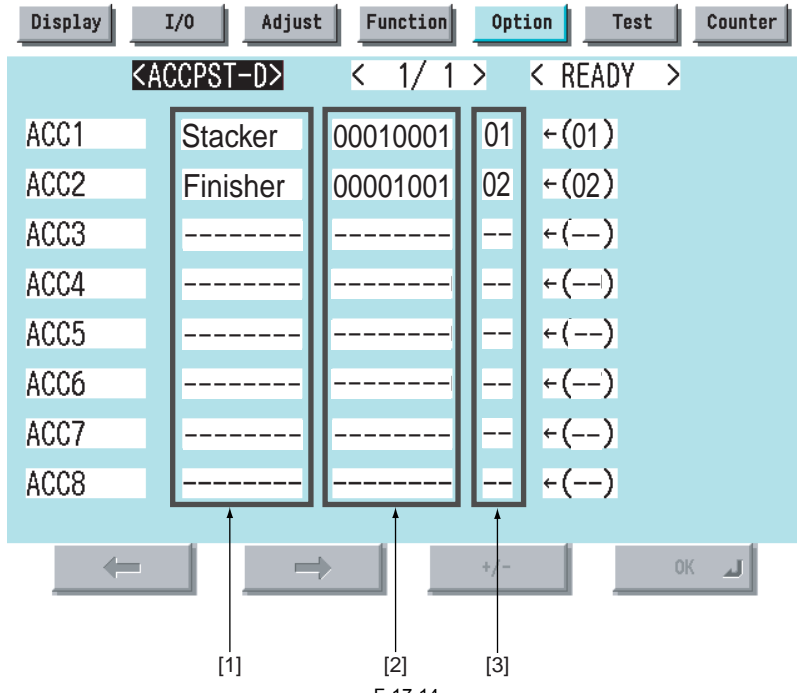 Display I/O Adjust Function Option Test Counter
<ACCPST-D> < 1/ 1 > < READY >
ACC1 Stacker 00010001 01 ←(01)
ACC2 Finisher 00001001 02 ←(02)
ACC3 -------- -------- -- ←(--)
ACC4 -------- -------- -- ←(--)
ACC5 -------- -------- -- ←(--)
ACC6 -------- -------- -- ←(--)
ACC7 -------- -------- -- ←(--)
ACC8 -------- -------- -- ←(--)
+/- OK
[1] [2] [3]